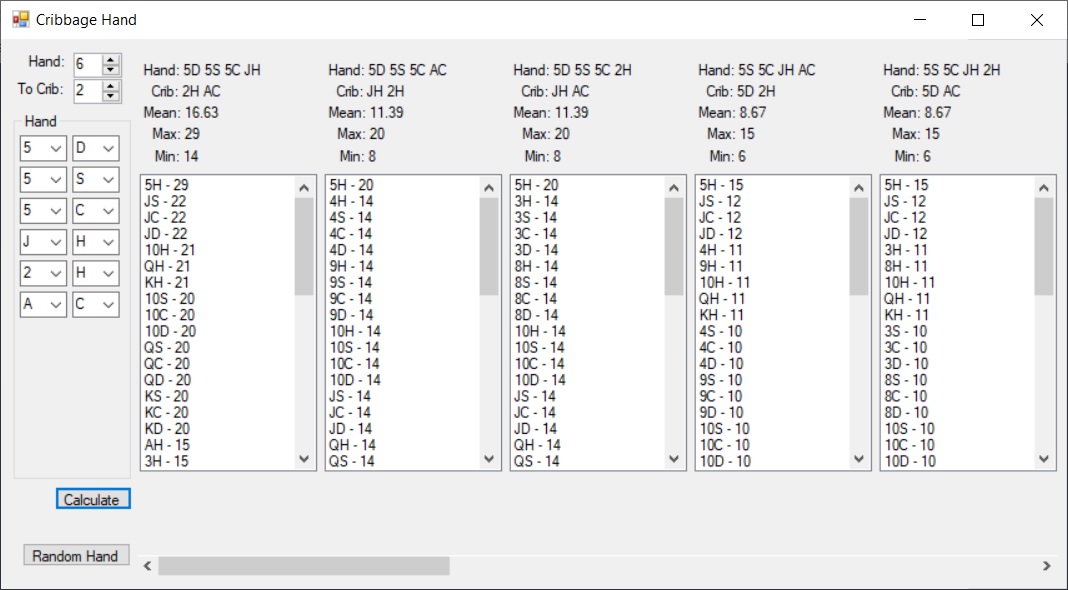 Cribbage Hand
Hand: 6
To Crib: 2
Hand
5 D
5 S
5 C
J H
2 H
A C
Calculate
Random Hand
Hand: 5D 5S 5C JH
Crib: 2H AC
Mean: 16.63
Max: 29
Min: 14
5H - 29
JS - 22
JC - 22
JD - 22
10H - 21
QH - 21
KH - 21
10S - 20
10C - 20
10D - 20
QS - 20
QC - 20
QD - 20
KS - 20
KC - 20
KD - 20
AH - 15
3H - 15
Hand: 5D 5S 5C AC
Crib: JH 2H
Mean: 11.39
Max: 20
Min: 8
5H - 20
4H - 14
4S - 14
4C - 14
4D - 14
9H - 14
9S - 14
9C - 14
9D - 14
10H - 14
10S - 14
10C - 14
10D - 14
JS - 14
JC - 14
JD - 14
QH - 14
QS - 14
Hand: 5D 5S 5C 2H
Crib: JH AC
Mean: 11.39
Max: 20
Min: 8
5H - 20
3H - 14
3S - 14
3C - 14
3D - 14
8H - 14
8S - 14
8C - 14
8D - 14
10H - 14
10S - 14
10C - 14
10D - 14
JS - 14
JC - 14
JD - 14
QH - 14
QS - 14
Hand: 5S 5C JH AC
Crib: 5D 2H
Mean: 8.67
Max: 15
Min: 6
5H - 15
JS - 12
JC - 12
JD - 12
4H - 11
9H - 11
10H - 11
QH - 11
KH - 11
4S - 10
4C - 10
4D - 10
9S - 10
9C - 10
9D - 10
10S - 10
10C - 10
10D - 10
Hand: 5S 5C JH 2H
Crib: 5D AC
Mean: 8.67
Max: 15
Min: 6
5H - 15
JS - 12
JC - 12
JD - 12
3H - 11
8H - 11
10H - 11
QH - 11
KH - 11
3S - 10
3C - 10
3D - 10
8S - 10
8C - 10
8D - 10
10S - 10
10C - 10
10D - 10